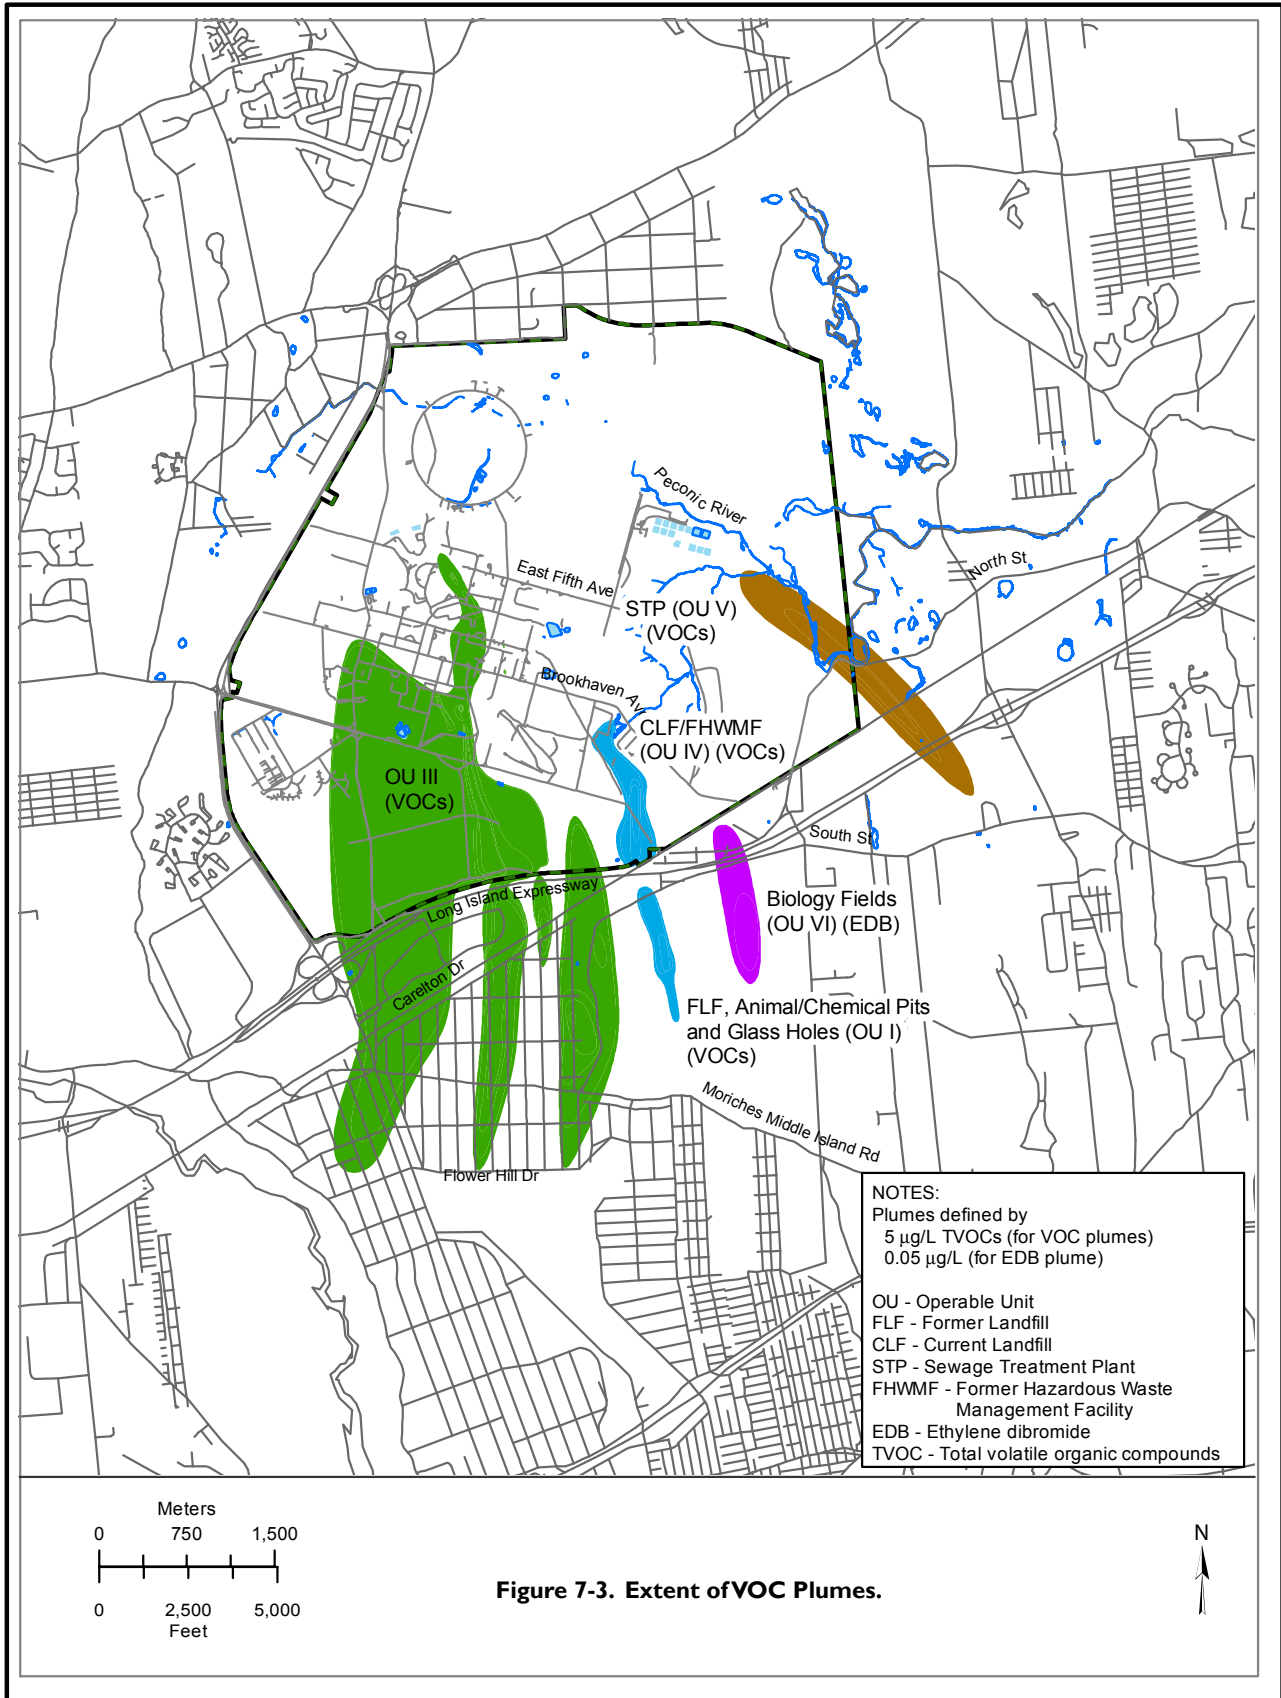 Peconic River
North St
East Fifth Ave
STP (OU V)
(VOCs)
Brookhaven Av
CLF/FHWMF
(OU IV) (VOCs)
OU III
(VOCs)
South St
Long Island Expressway
Biology Fields
(OU VI) (EDB)
Carelton Dr
FLF, Animal/Chemical Pits
and Glass Holes (OU I)
(VOCs)
Moriches Middle Island Rd
Flower Hill Dr
NOTES:
Plumes defined by
5 µg/L TVOCs (for VOC plumes)
0.05 µg/L (for EDB plume)
OU - Operable Unit
FLF - Former Landfill
CLF - Current Landfill
STP - Sewage Treatment Plant
FHWMF - Former Hazardous Waste
Management Facility
EDB - Ethylene dibromide
TVOC - Total volatile organic compounds
Meters
0 750 1,500
0 2,500 5,000
Feet
Figure 7-3. Extent of VOC Plumes.
N